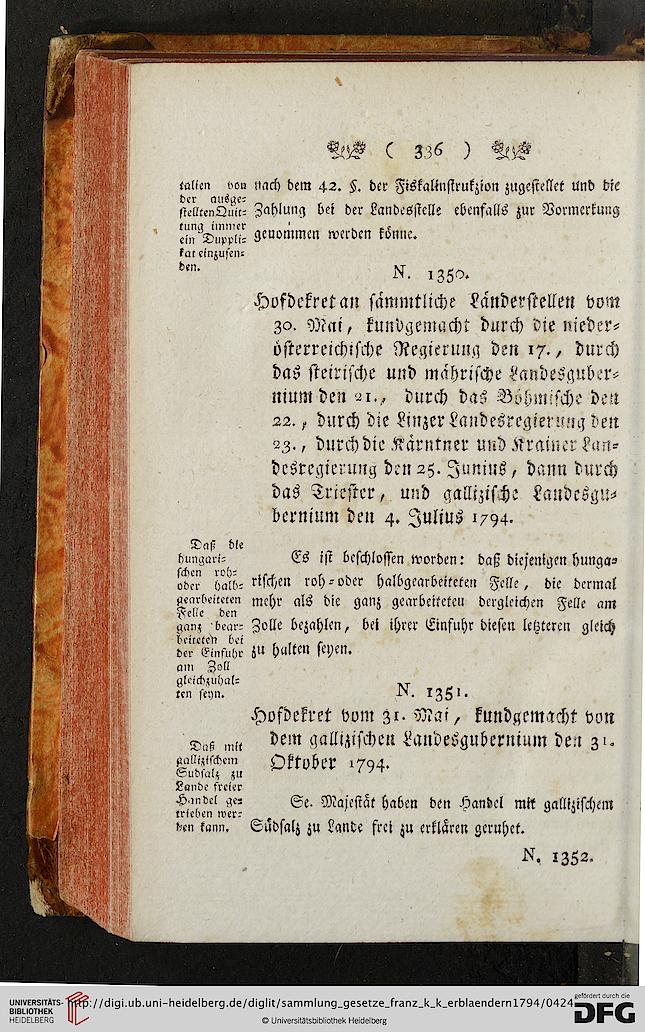 ( 336 )
talien von
der ausge=
stellten Quit=
tung immer
ein Duppli=
kat einzusen=
den.
nach dem 42. §. der Fiskalinstrukzion zugestellet und die
Zahlung bei der Landesstelle ebenfalls zur Vormerkung
genommen werden könne.
N. 1350.
Hofdekret an sämmtliche Länderstellen vom
30. Mai, kundgemacht durch die nieder=
österreichische Regierung den 17., durch
das steirische und mährische Landesguber=
nium den 21., durch das Böhmische den
22., durch die Linzer Landesregierung den
23., durch die Kärntner und Krainer Lan=
desregierung den 25. Junius, dann durch
das Triester, und gallizische Landesgu=
bernium den 4. Julius 1794.
Daß die
hungari=
schen roh=
oder halb=
gearbeiteten
Felle den
ganz bear=
beiteten bei
der Einfuhr
am Zoll
gleichzuhal=
ten seyn.
Es ist beschlossen worden: daß diejenigen hunga=
rischen roh=oder halbgearbeiteten Felle, die dermal
mehr als die ganz gearbeiteten dergleichen Felle am
Zolle bezahlen, bei ihrer Einfuhr diesen letzteren gleich
zu halten seyen.
N. 1351.
Hofdekret vom 31. Mai, kundgemacht von
dem gallizischen Landesgubernium den 31.
Oktober 1794.
Daß mit
gallizischem
Sudsalz zu
Lande freier
Handel ge=
trieben wer=
den kann.
Se. Majestät haben den Handel mit gallizischem
Südsalz zu Lande frei zu erklären geruhet.
N. 1352.
UNIVERSITÄTS-
BIBLIOTHEK
HEIDELBERG
http://digi.ub.uni-heidelberg.de/diglit/sammlung_gesetze_franz_k_k_erblaendern1794/0424
© Universitätsbibliothek Heidelberg
gefördert durch die
DFG